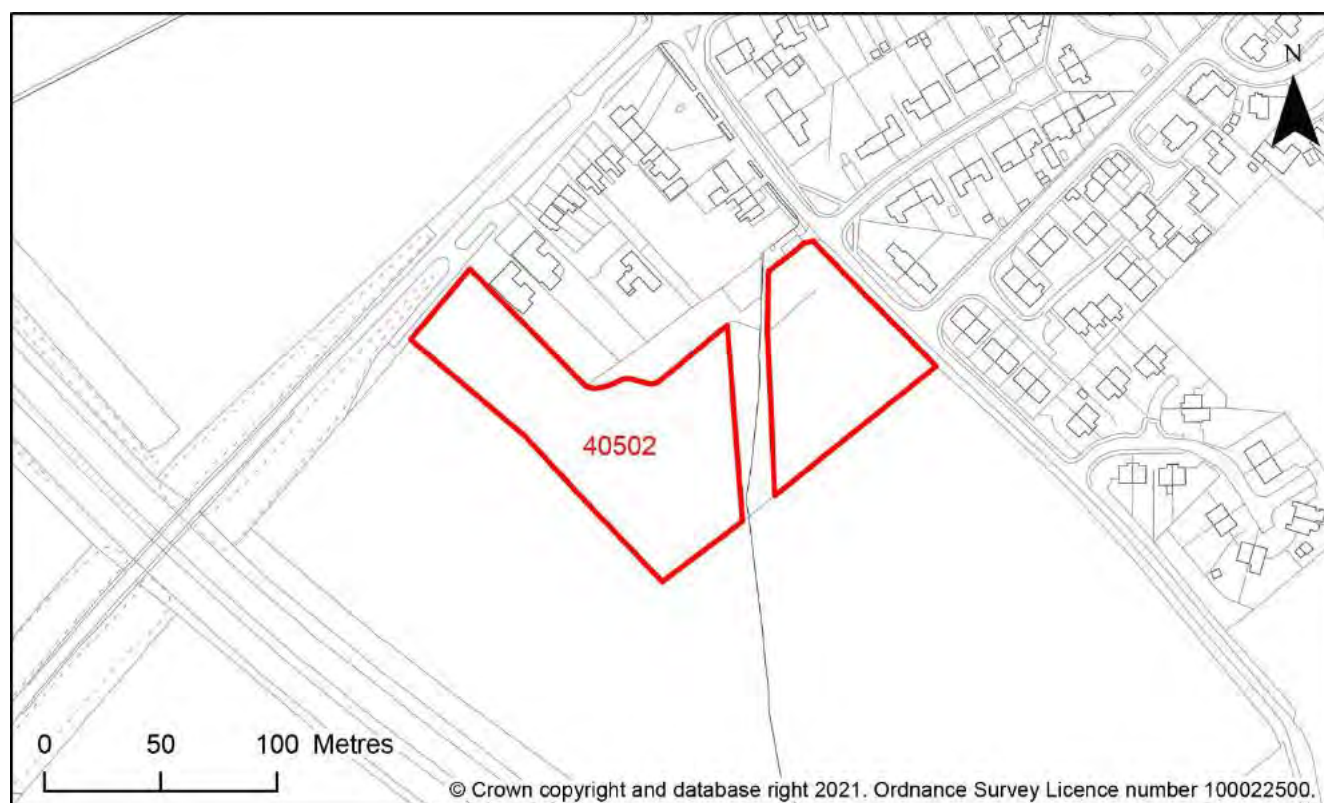 N
40502
0 50 100 Metres
© Crown copyright and database right 2021. Ordnance Survey Licence number 100022500.